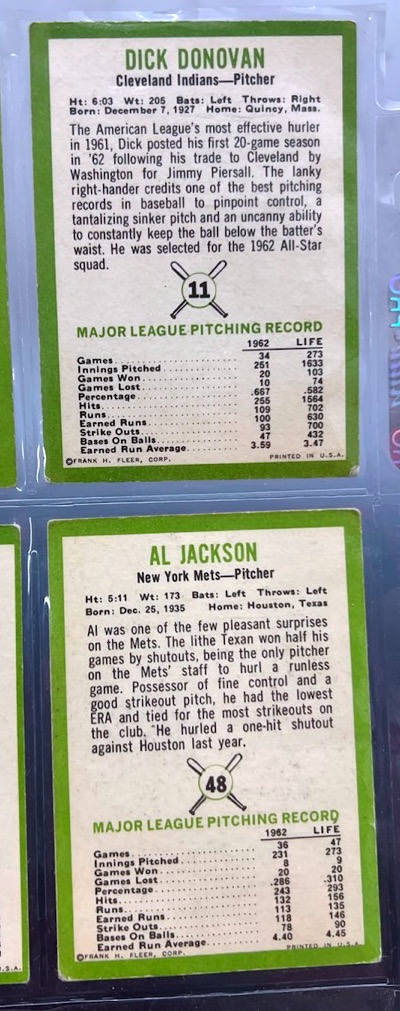 DICK DONOVAN
Cleveland Indians—Pitcher
Ht: 6:03 Wt: 205 Bats: Left Throws: Right
Born: December 7, 1927 Home: Quincy, Mass.
The American League's most effective hurler
in 1961, Dick posted his first 20-game season
in '62 following his trade to Cleveland by
Washington for Jimmy Piersall. The lanky
right-hander credits one of the best pitching
records in baseball to pinpoint control, a
tantalizing sinker pitch and an uncanny ability
to constantly keep the ball below the batter's
waist. He was selected for the 1962 All-Star
squad.
11
MAJOR LEAGUE PITCHING RECORD
1962 LIFE
Games 34 273
Innings Pitched 251 1633
Games Won 20 103
Games Lost 10 74
Percentage .667 .582
Hits 255 1564
Runs 109 702
Earned Runs 100 630
Strike Outs 93 700
Bases On Balls 47 432
Earned Run Average 3.59 3.47
©FRANK H. FLEER, CORP. PRINTED IN U.S.A.
AL JACKSON
New York Mets—Pitcher
Ht: 5:11 Wt: 173 Bats: Left Throws: Left
Born: Dec. 25, 1935 Home: Houston, Texas
Al was one of the few pleasant surprises
on the Mets. The lithe Texan won half his
games by shutouts, being the only pitcher
on the Mets' staff to hurl a runless
game. Possessor of fine control and a
good strikeout pitch, he had the lowest
ERA and tied for the most strikeouts on
the club. He hurled a one-hit shutout
against Houston last year.
48
MAJOR LEAGUE PITCHING RECORD
1962 LIFE
Games 36 47
Innings Pitched 231 273
Games Won 8 9
Games Lost 20 20
Percentage .286 .310
Hits 243 293
Runs 132 156
Earned Runs 113 135
Strike Outs 118 146
Bases On Balls 78 90
Earned Run Average 4.40 4.45
©FRANK H. FLEER, CORP. PRINTED IN U.S.A.
U.S.A.